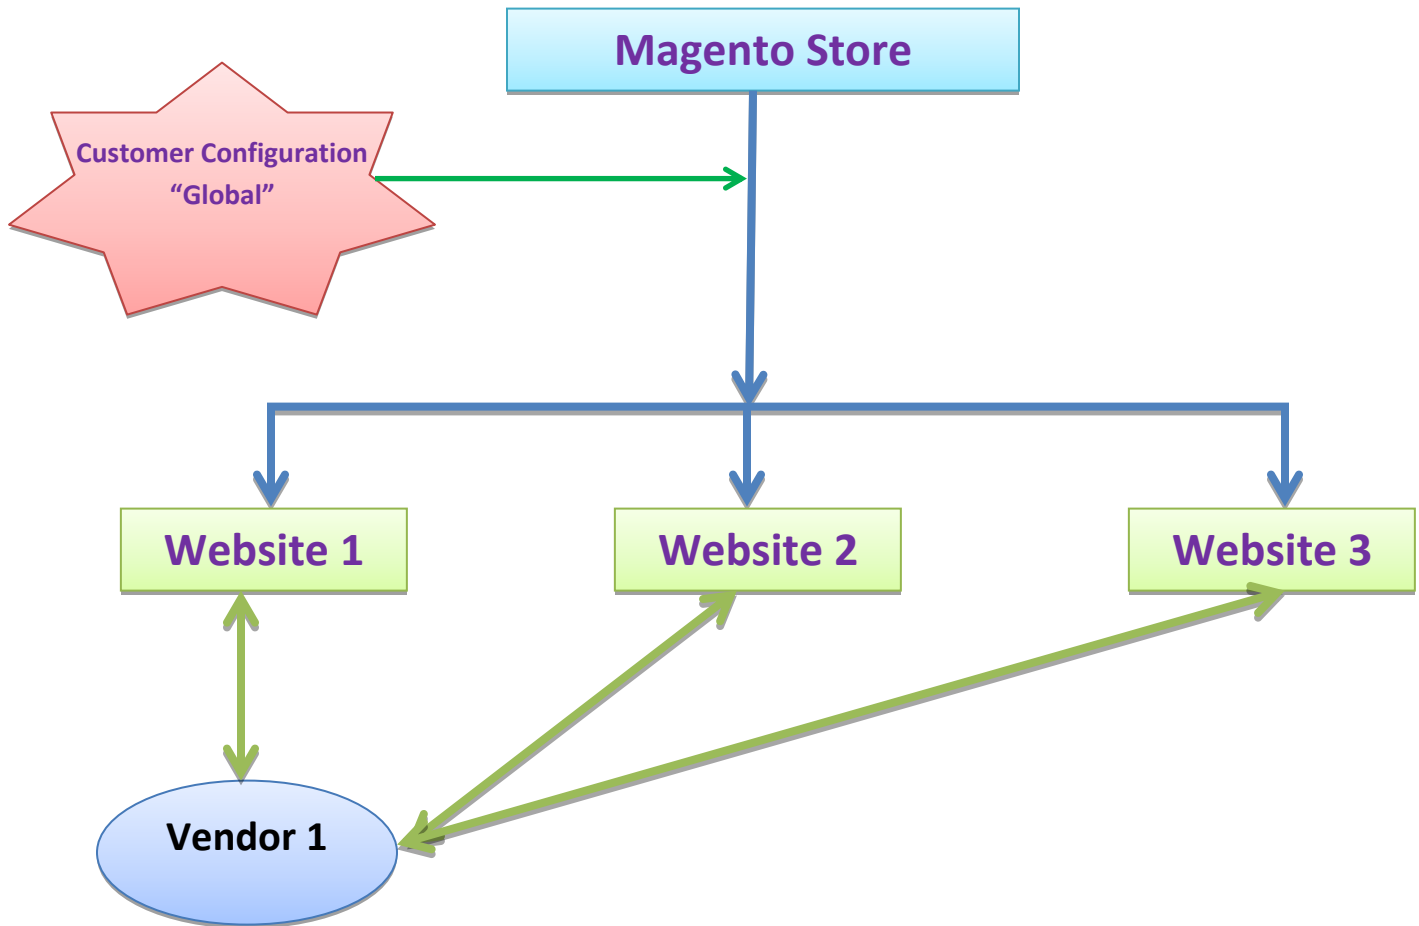 Magento Store
Customer Configuration
“Global”
Website 1
Website 2
Website 3
Vendor 1